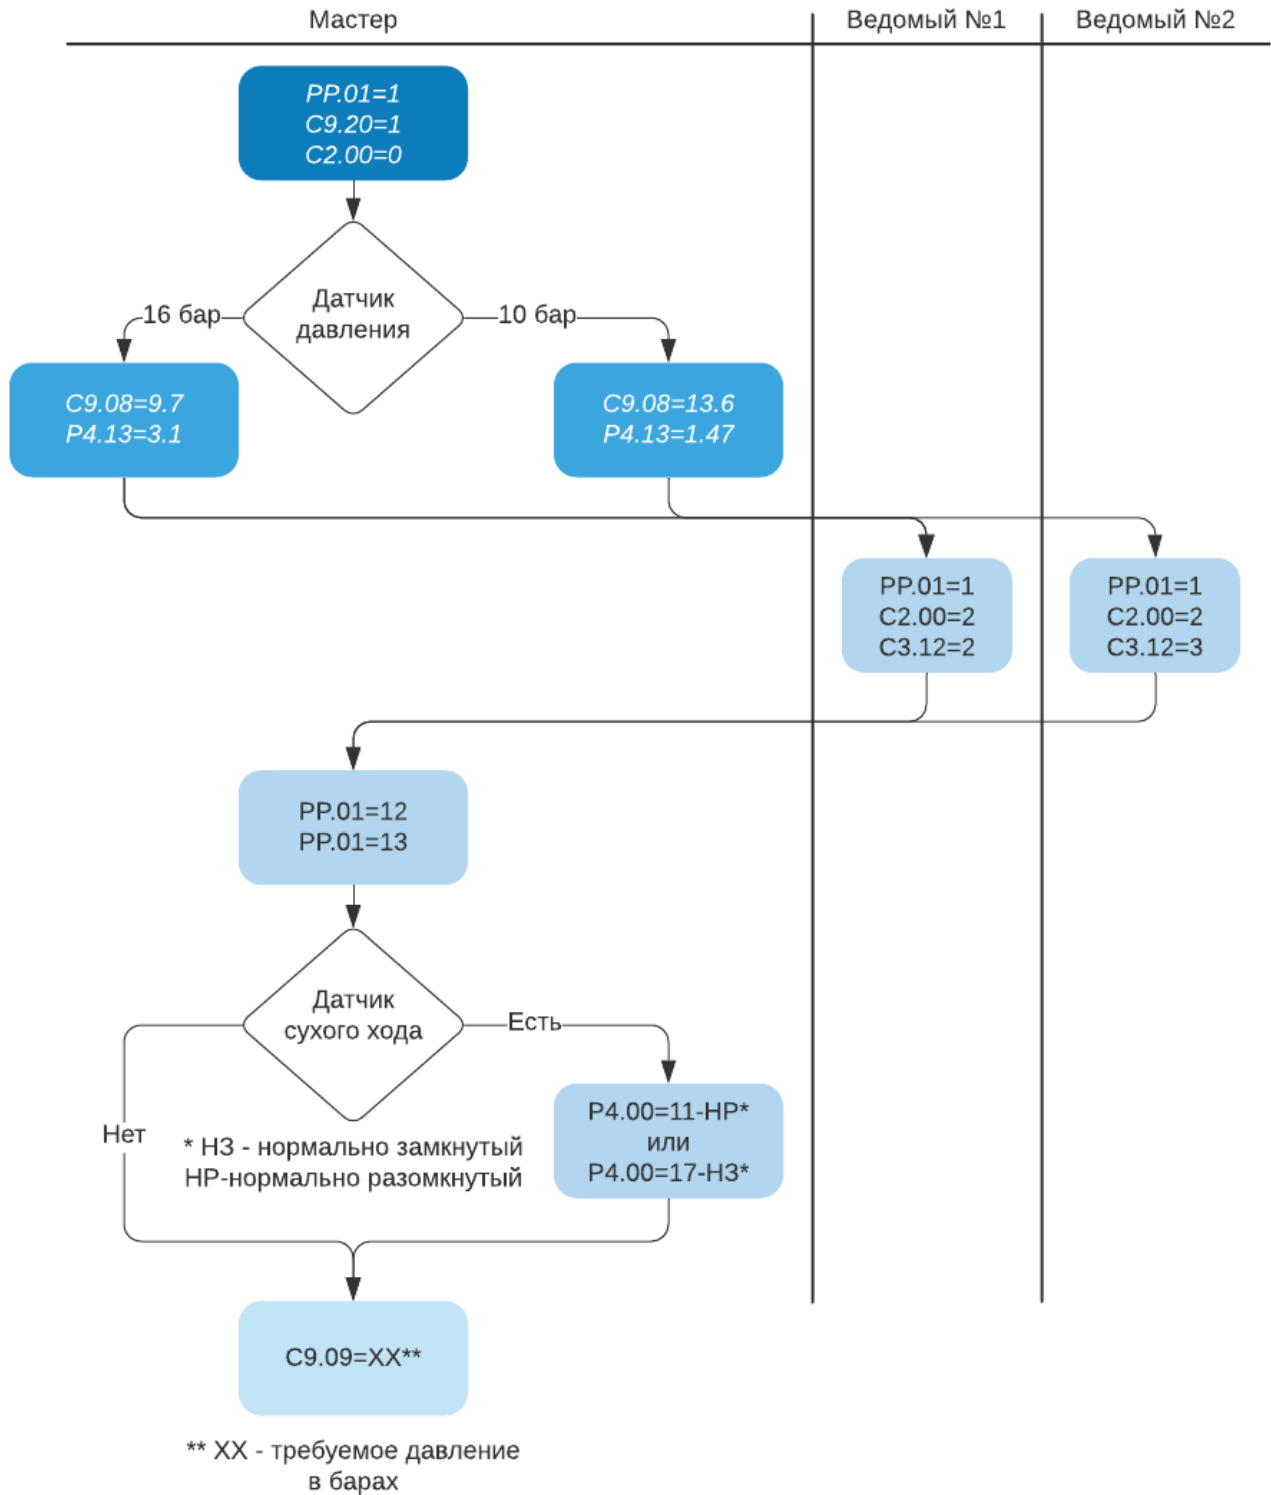 Мастер
Ведомый №1
Ведомый №2
PP.01=1
C9.20=1
C2.00=0
Датчик
давления
16 бар
10 бар
C9.08=9.7
P4.13=3.1
C9.08=13.6
P4.13=1.47
PP.01=1
C2.00=2
C3.12=2
PP.01=1
C2.00=2
C3.12=3
PP.01=12
PP.01=13
Датчик
сухого хода
Есть
Нет
P4.00=11-НР*
или
P4.00=17-НЗ*
* НЗ - нормально замкнутый
НР-нормально разомкнутый
C9.09=XX**
** XX - требуемое давление
в барах